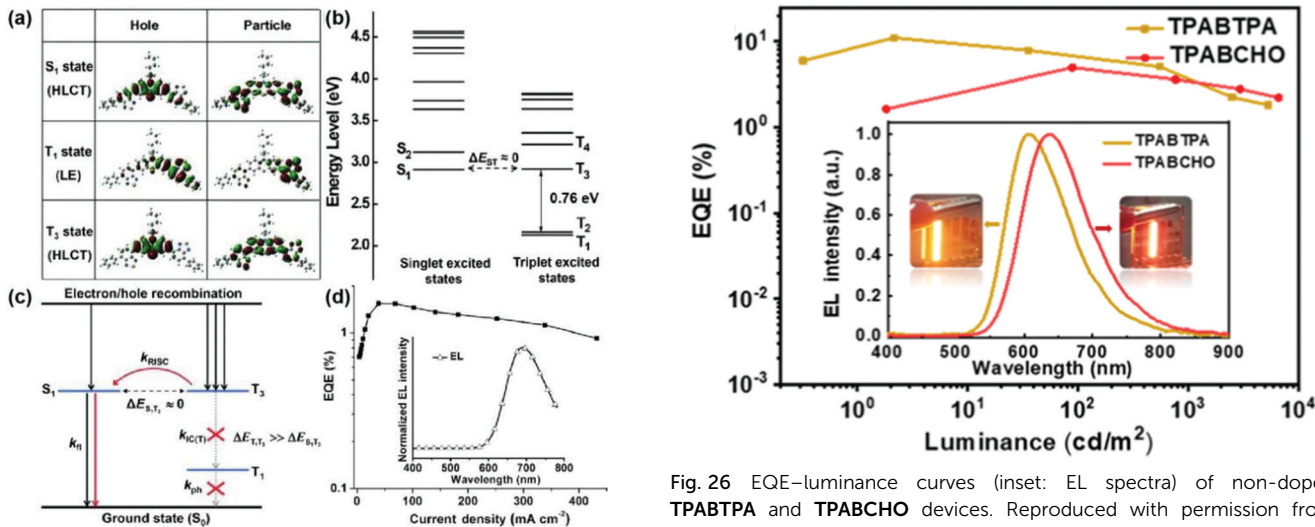 (a)
Hole
Particle
S1 state
(HLCT)
T1 state
(LE)
T3 state
(HLCT)
(b)
Energy Level (eV)
4.5
4.0
3.5
3.0
2.5
2.0
S2
S1
ΔEST ≈ 0
T4
T3
0.76 eV
T2
T1
Singlet excited
states
Triplet excited
states
(c)
Electron/hole recombination
kRISC
S1
T3
ΔES,T3 ≈ 0
kfl
kIC(T)
T1
kph
Ground state (S0)
(d)
EQE (%)
1
0.1
Normalized EL intensity
EL
400 500 600 700 800
Wavelength (nm)
0 100 200 300 400
Current density (mA cm-2)
TPABTPA
TPABCHO
EQE (%)
10^1
10^0
10^-1
10^-2
10^-3
EL intensity (a.u.)
1.0
0.8
0.6
0.4
0.2
0.0
TPABTPA
TPABCHO
400 500 600 700 800 900
Wavelength (nm)
10^0 10^1 10^2 10^3 10^4
Luminance (cd/m2)
Fig. 26 EQE–luminance curves (inset: EL spectra) of non-dope
TPABTPA and TPABCHO devices. Reproduced with permission fro